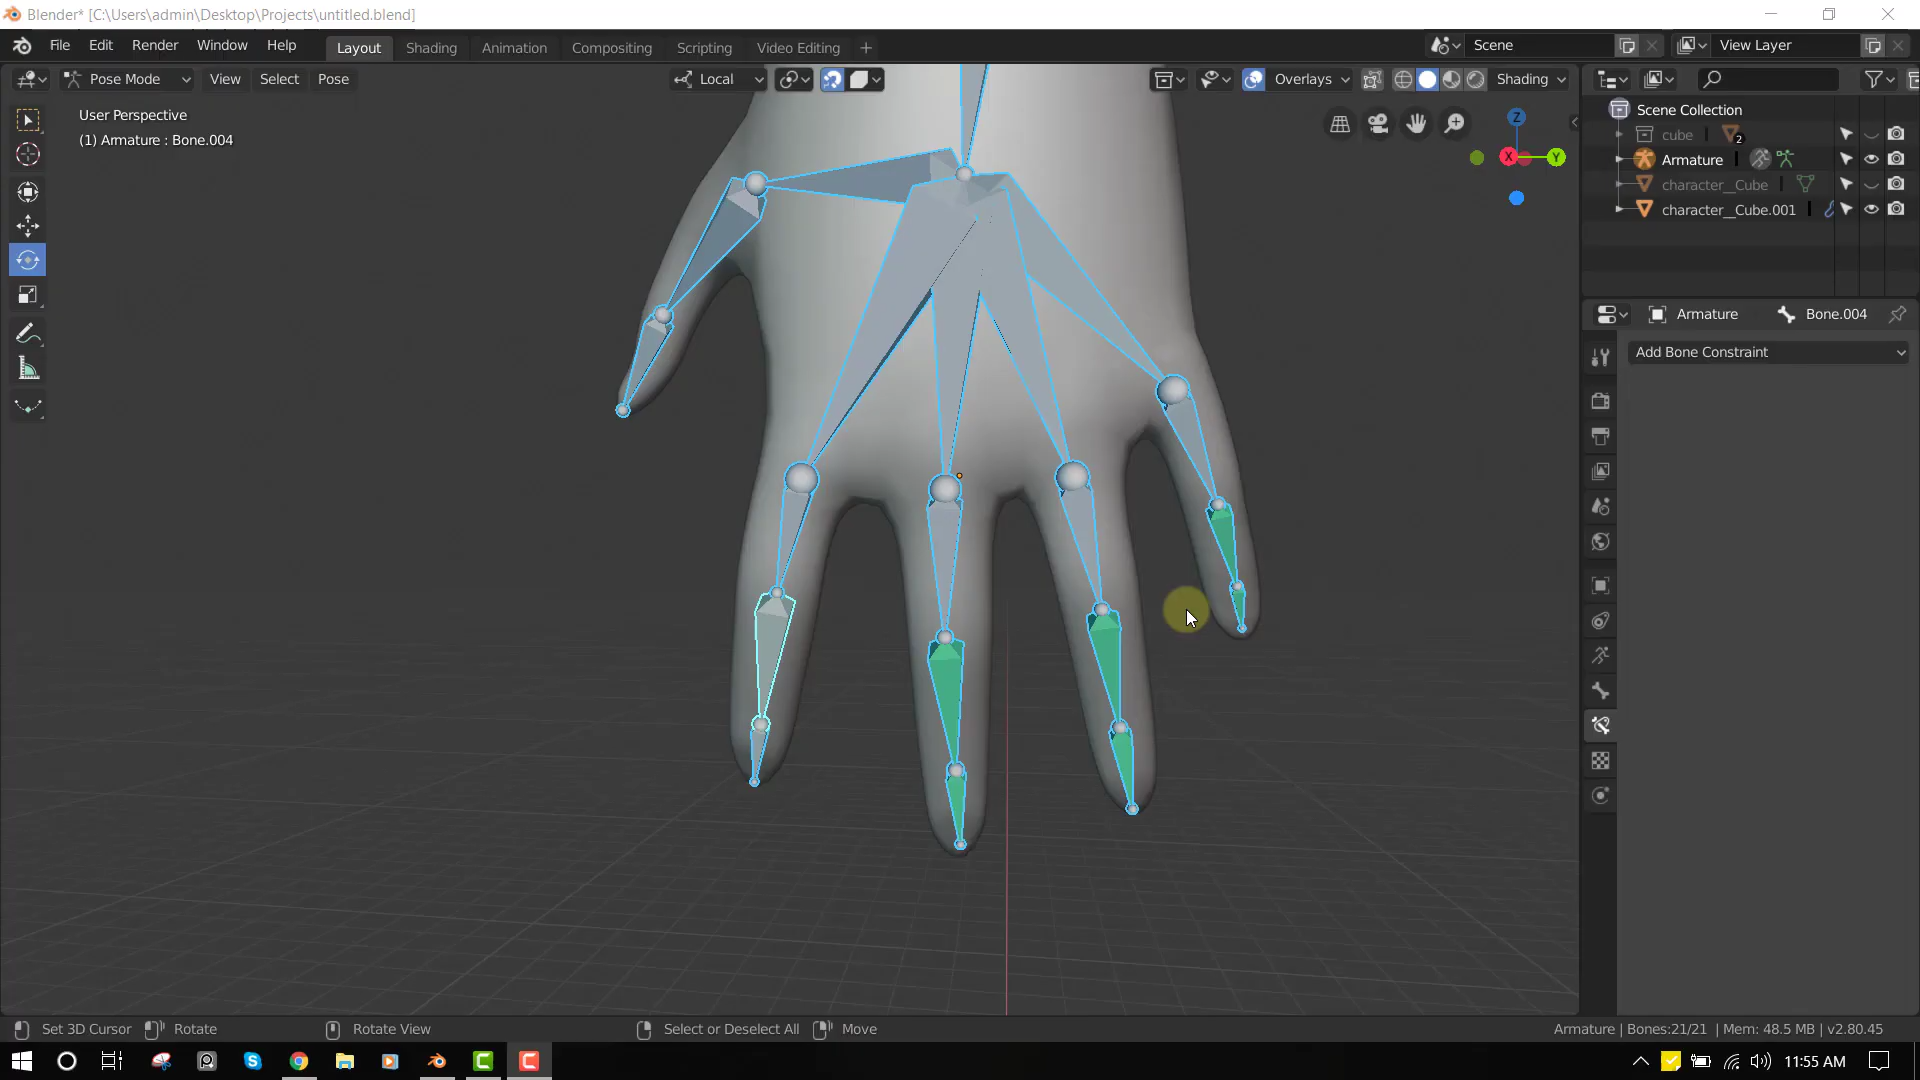 Blender* [C:\Users\admin\Desktop\Projects\untitled.blend]
File Edit Render Window Help Layout Shading Animation Compositing Scripting Video Editing + Scene View Layer
Pose Mode View Select Pose Local Overlays Shading
User Perspective
(1) Armature : Bone.004
Z
X
Y
Scene Collection
cube 2
Armature
character__Cube
character__Cube.001
Armature Bone.004
Add Bone Constraint
Set 3D Cursor Rotate Rotate View Select or Deselect All Move Armature | Bones:21/21 | Mem: 48.5 MB | v2.80.45
11:55 AM